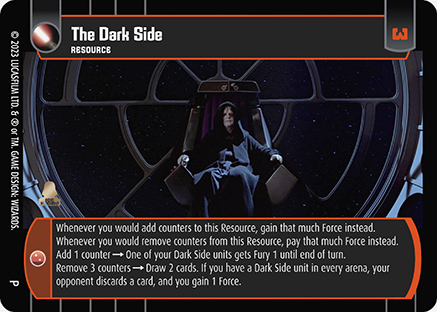 The Dark Side
RESOURCE
© 2023 LUCASFILM LTD. & ® or TM. GAME DESIGN: WIZARDS.
P
Whenever you would add counters to this Resource, gain that much Force instead.
Whenever you would remove counters from this Resource, pay that much Force instead.
Add 1 counter → One of your Dark Side units gets Fury 1 until end of turn.
Remove 3 counters → Draw 2 cards. If you have a Dark Side unit in every arena, your
opponent discards a card, and you gain 1 Force.